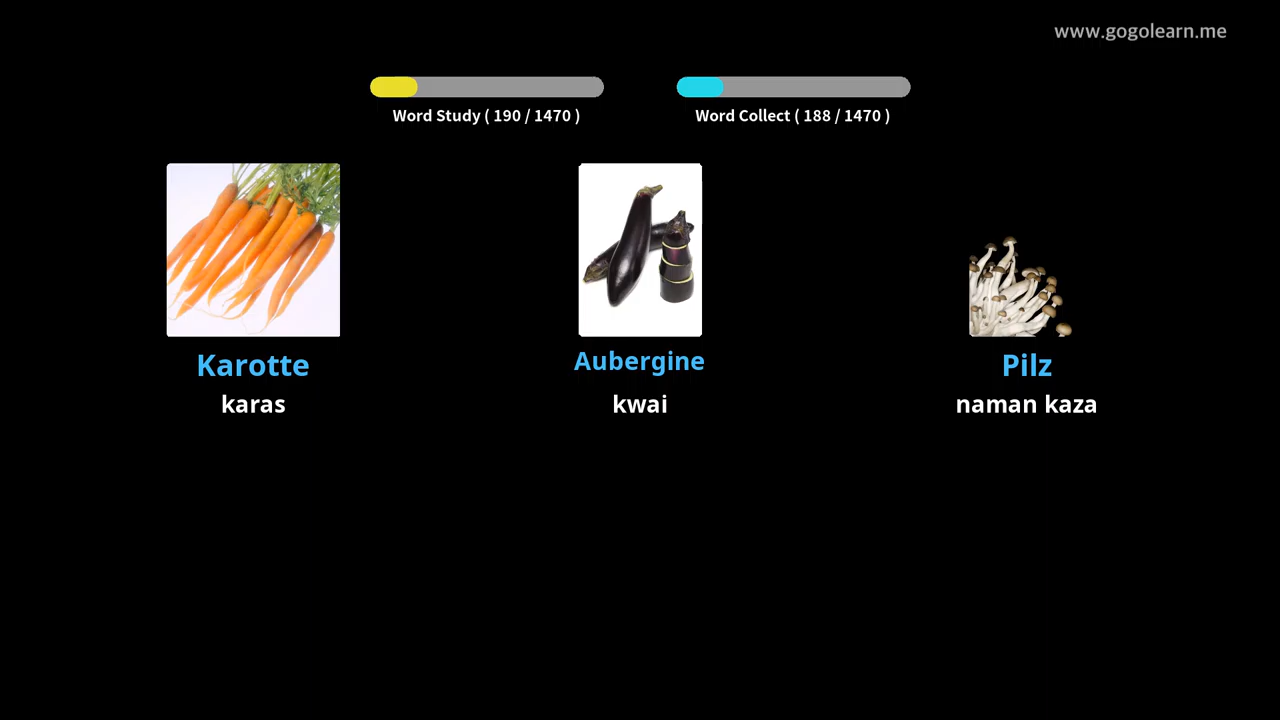 www.gogolearn.me
Word Study ( 190 / 1470 )
Word Collect ( 188 / 1470 )
Karotte
Aubergine
Pilz
karas
kwai
naman kaza